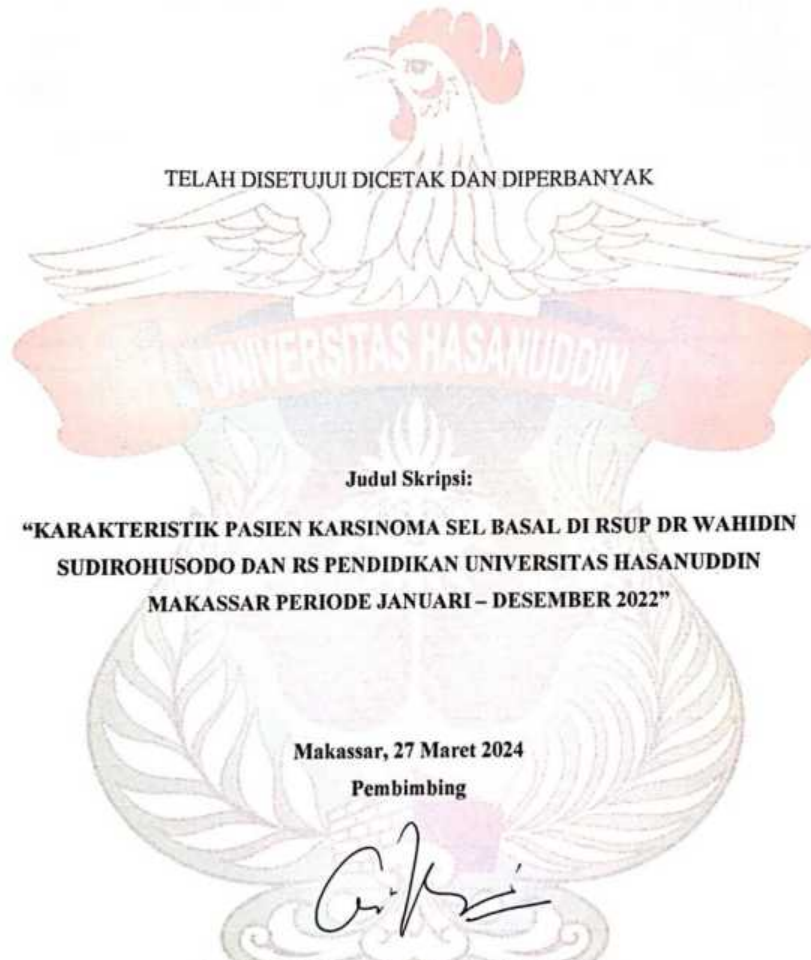 TELAH DISETUJUI DICETAK DAN DIPERBANYAK
UNIVERSITAS HASANUDDIN
Judul Skripsi:
“KARAKTERISTIK PASIEN KARSINOMA SEL BASAL DI RSUP DR WAHIDIN
SUDIROHUSODO DAN RS PENDIDIKAN UNIVERSITAS HASANUDDIN
MAKASSAR PERIODE JANUARI – DESEMBER 2022”
Makassar, 27 Maret 2024
Pembimbing